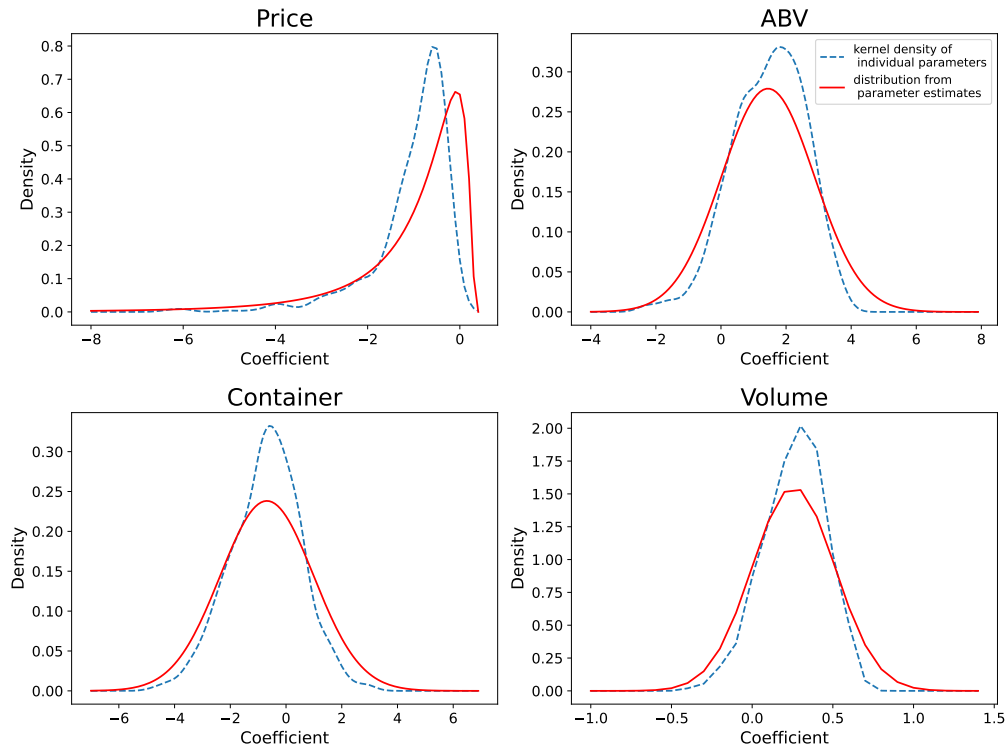 Price
0.8
0.7
0.6
0.5
0.4
0.3
0.2
0.1
0.0
Density
−8 −6 −4 −2 0
Coefficient
ABV
kernel density of
individual parameters
distribution from
parameter estimates
0.30
0.25
0.20
0.15
0.10
0.05
0.00
Density
−4 −2 0 2 4 6 8
Coefficient
Container
0.30
0.25
0.20
0.15
0.10
0.05
0.00
Density
−6 −4 −2 0 2 4 6
Coefficient
Volume
2.00
1.75
1.50
1.25
1.00
0.75
0.50
0.25
0.00
Density
−1.0 −0.5 0.0 0.5 1.0 1.5
Coefficient